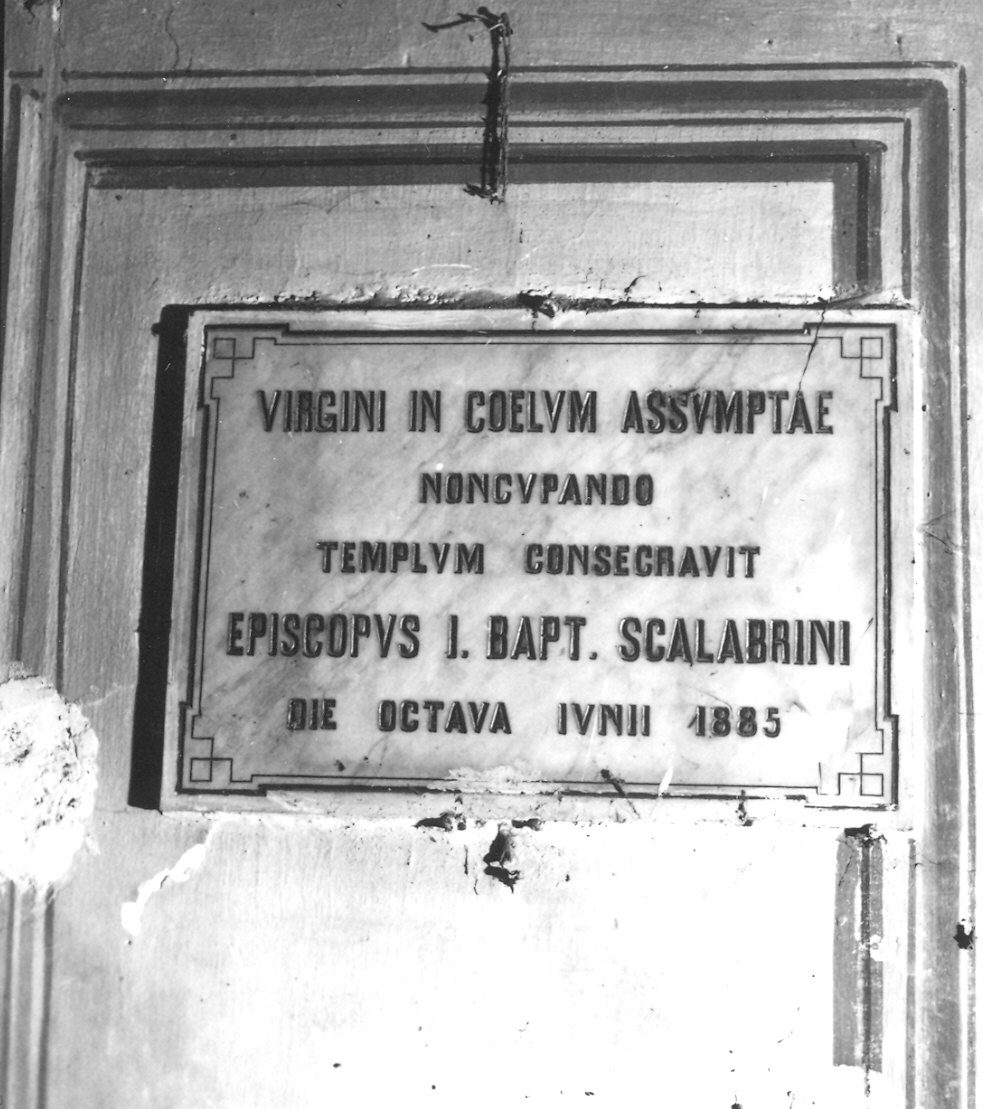 VIRGINI IN COELVM ASSVMPTAE
NONCVPANDO
TEMPLVM CONSECRAVIT
EPISCOPVS I. BAPT. SCALABRINI
DIE OCTAVA IVNII 1885